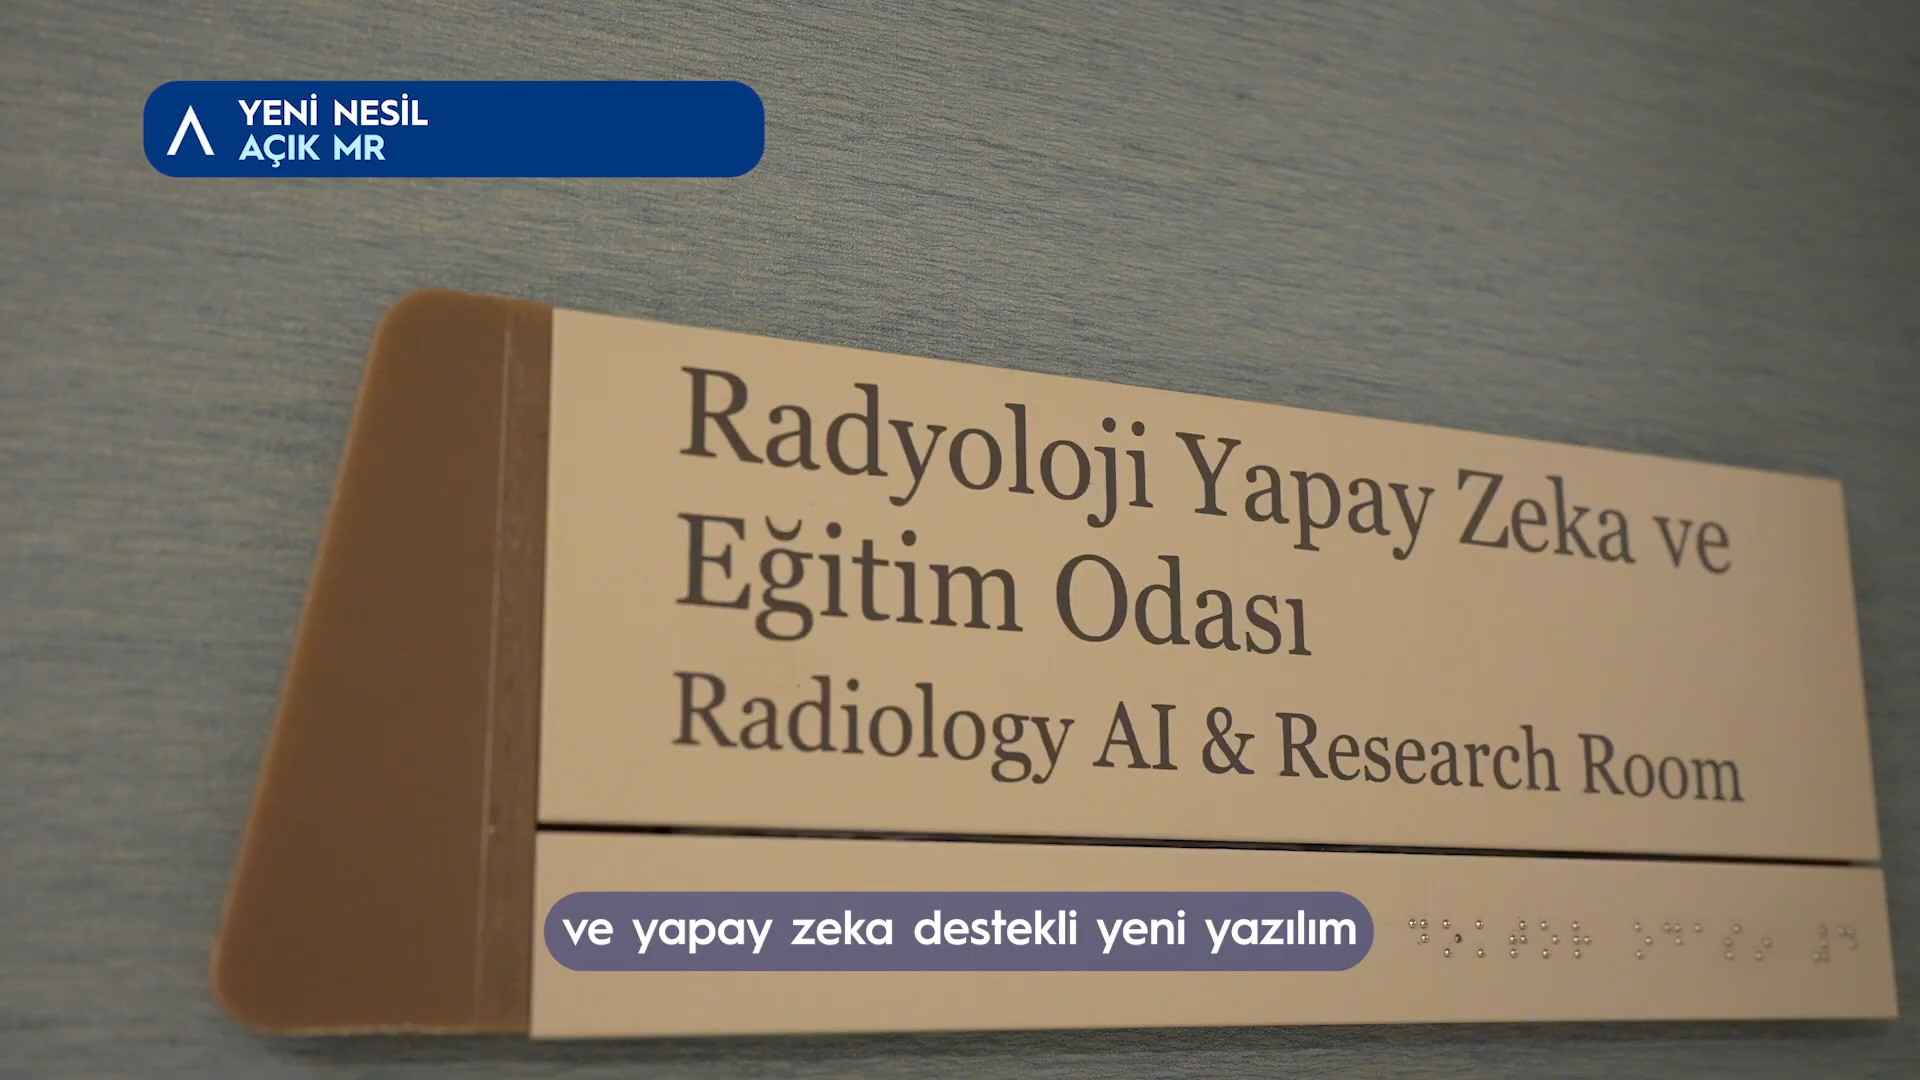 YENİ NESİL
AÇIK MR
Radyoloji Yapay Zeka ve
Eğitim Odası
Radiology AI & Research Room
ve yapay zeka destekli yeni yazılım